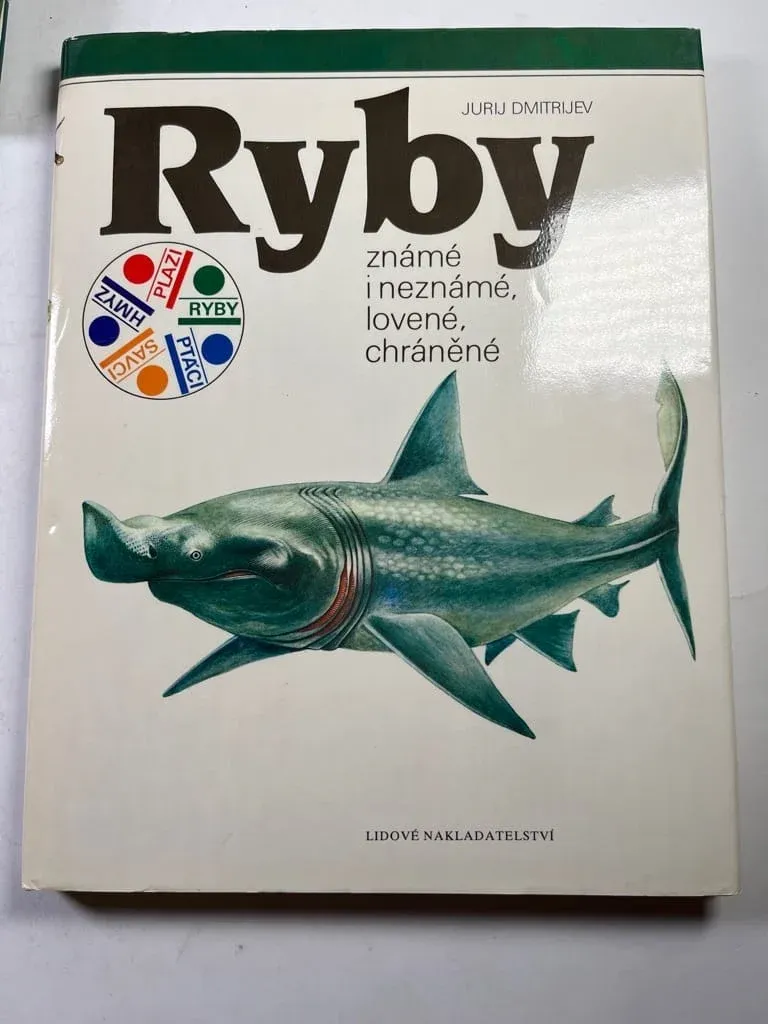 JURIJ DMITRIJEV
Ryby
známé
i neznámé,
lovené,
chráněné
PLAZI
RYBY
PTÁCI
SAVCI
HMYZ
LIDOVÉ NAKLADATELSTVÍ